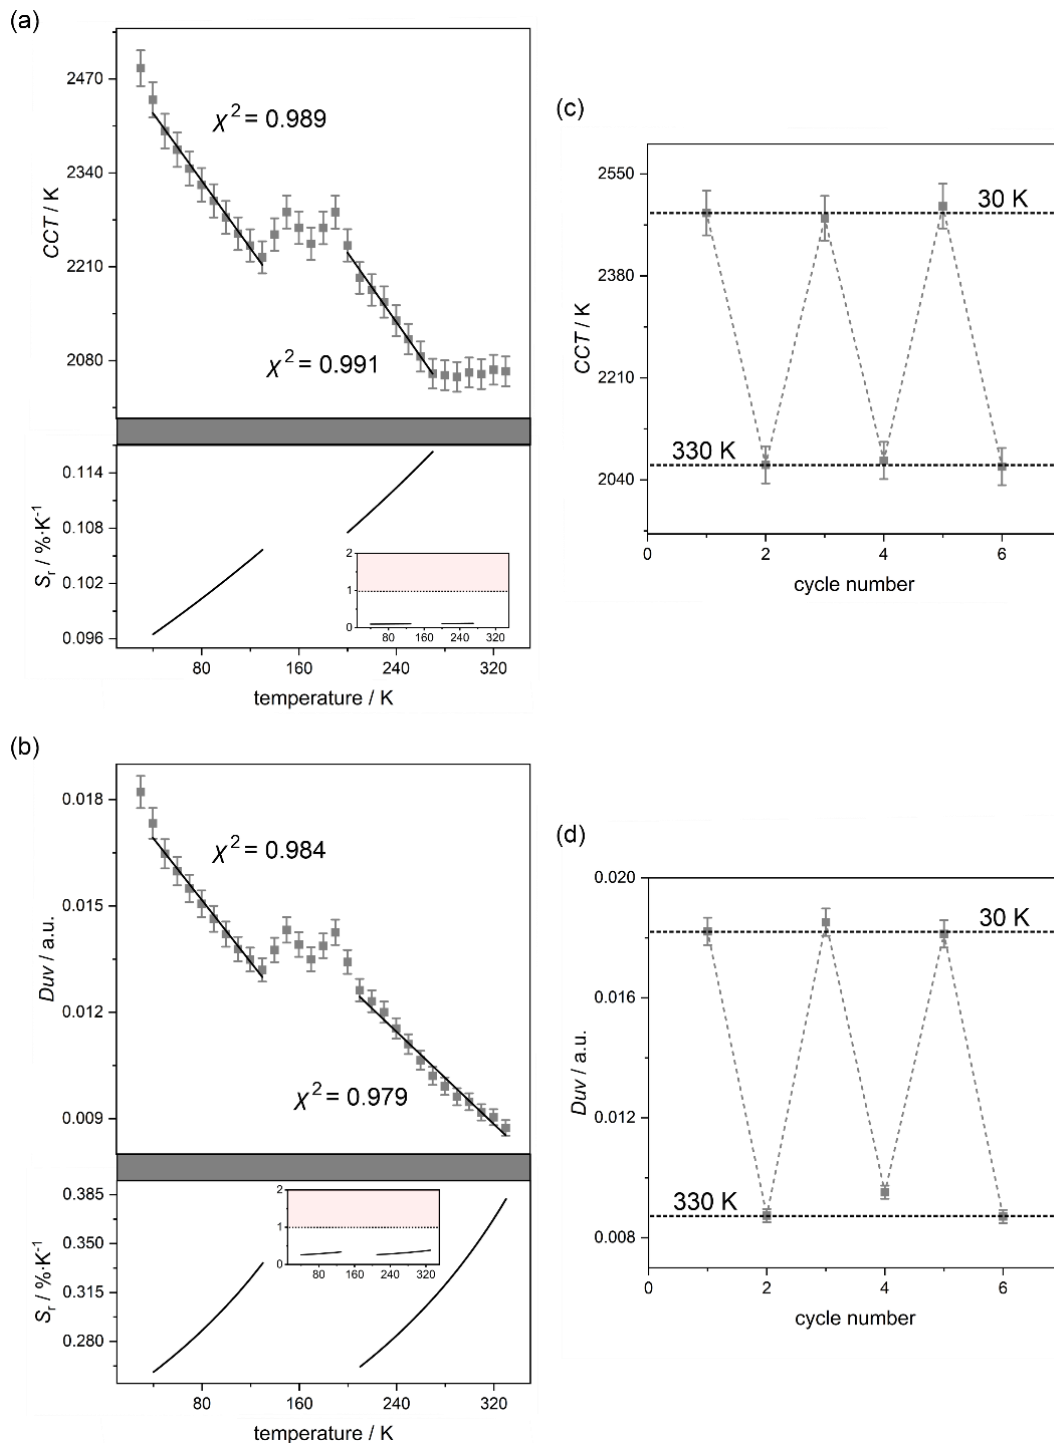 (a)
2470
2340
2210
2080
CCT / K
χ² = 0.989
χ² = 0.991
0.114
0.108
0.102
0.096
Sr / %·K⁻¹
2
1
0
80 160 240 320
80 160 240 320
temperature / K
(c)
2550
2380
2210
2040
CCT / K
30 K
330 K
0 2 4 6
cycle number
(b)
0.018
0.015
0.012
0.009
Duv / a.u.
χ² = 0.984
χ² = 0.979
0.385
0.350
0.315
0.280
Sr / %·K⁻¹
2
1
0
80 160 240 320
80 160 240 320
temperature / K
(d)
0.020
0.016
0.012
0.008
Duv / a.u.
30 K
330 K
0 2 4 6
cycle number